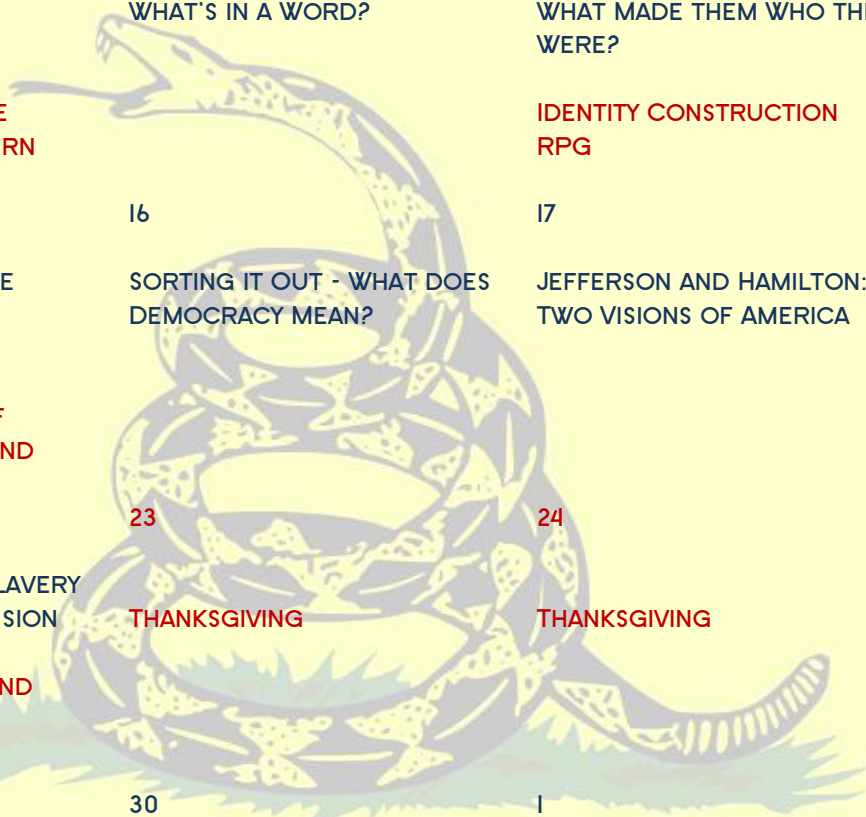 What's in a Word?
What Made Them Who Th
Were?
E
Identity Construction
RN
RPG
16
17
E
Sorting It Out - What Does
Jefferson and Hamilton:
Democracy Mean?
Two Visions of America
F
ND
23
24
lavery
sion
Thanksgiving
Thanksgiving
ND
30
1